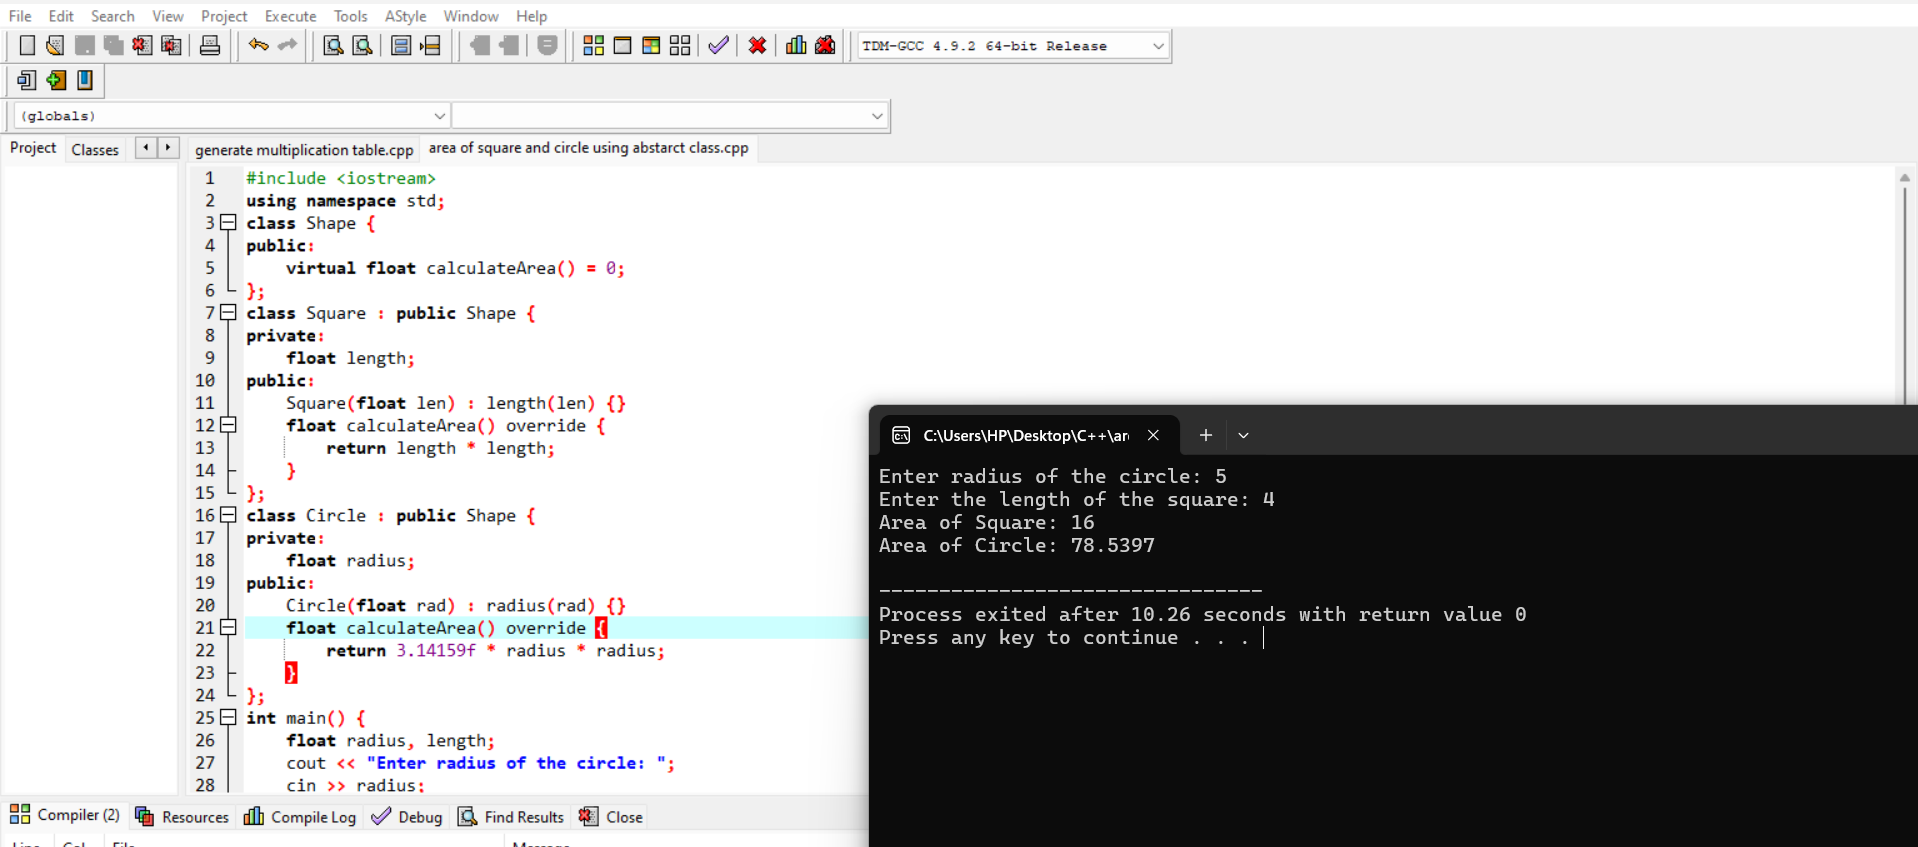 File Edit Search View Project Execute Tools AStyle Window Help
TDM-GCC 4.9.2 64-bit Release
(globals)
Project Classes
generate multiplication table.cpp area of square and circle using abstarct class.cpp
1 #include <iostream>
2 using namespace std;
3 class Shape {
4 public:
5 virtual float calculateArea() = 0;
6 };
7 class Square : public Shape {
8 private:
9 float length;
10 public:
11 Square(float len) : length(len) {}
12 float calculateArea() override {
13 return length * length;
14 }
15 };
16 class Circle : public Shape {
17 private:
18 float radius;
19 public:
20 Circle(float rad) : radius(rad) {}
21 float calculateArea() override {
22 return 3.14159f * radius * radius;
23 }
24 };
25 int main() {
26 float radius, length;
27 cout << "Enter radius of the circle: ";
28 cin >> radius;
C:\Users\HP\Desktop\C++\ar
Enter radius of the circle: 5
Enter the length of the square: 4
Area of Square: 16
Area of Circle: 78.5397
--------------------------------
Process exited after 10.26 seconds with return value 0
Press any key to continue . . .
Compiler (2) Resources Compile Log Debug Find Results Close
Line Col File Message